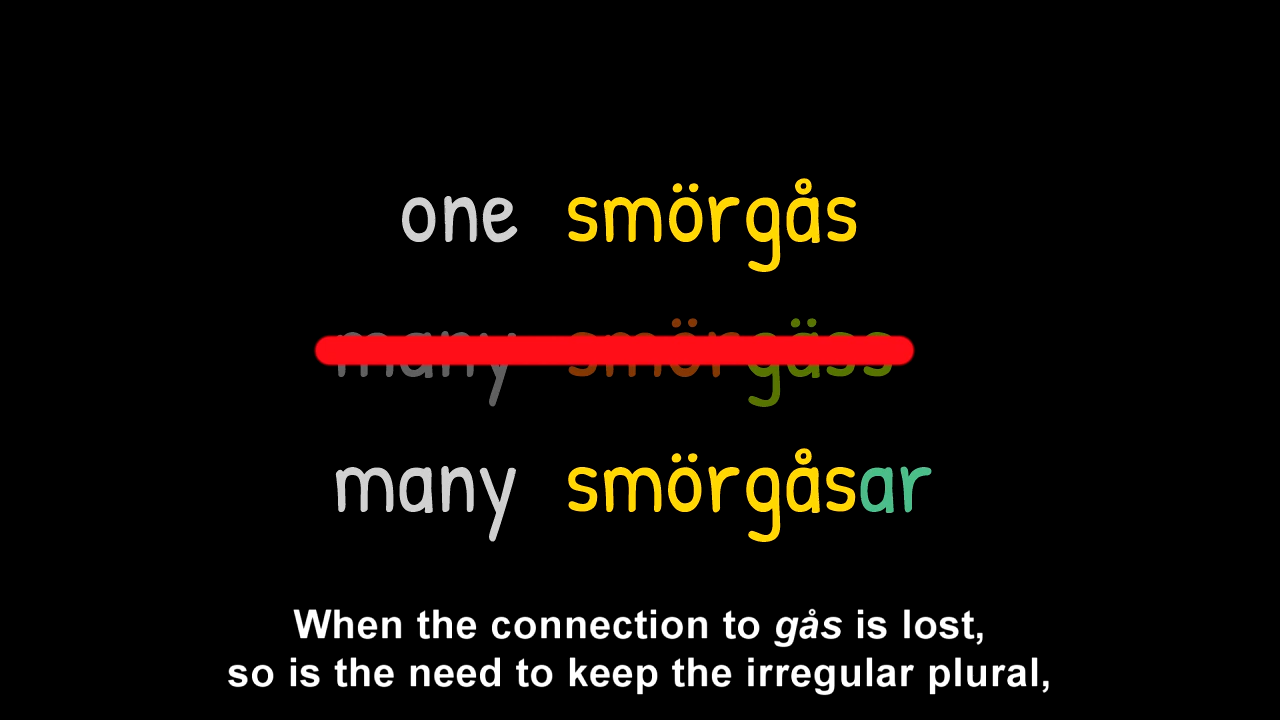 one smörgås
many smörgäss
many smörgåsar
When the connection to gås is lost,
so is the need to keep the irregular plural,